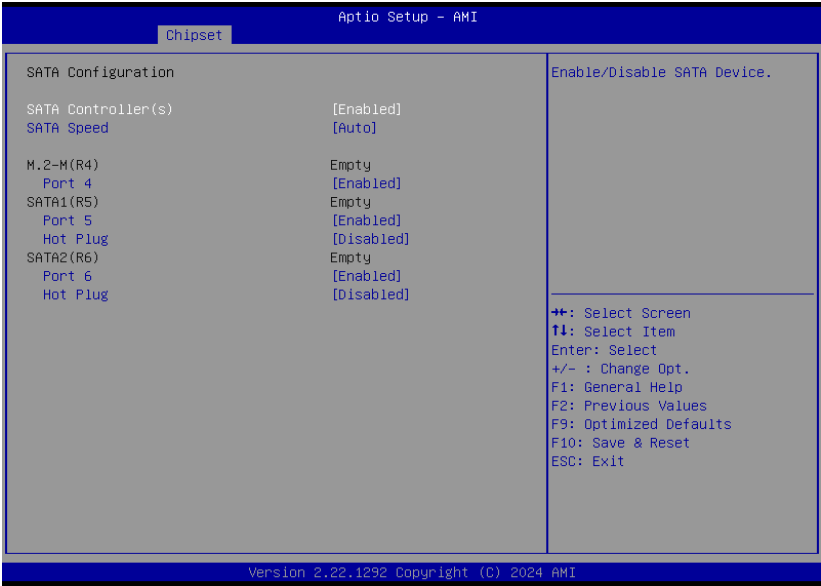 Aptio Setup – AMI
Chipset
SATA Configuration
SATA Controller(s) [Enabled]
SATA Speed [Auto]
M.2–M(R4) Empty
Port 4 [Enabled]
SATA1(R5) Empty
Port 5 [Enabled]
Hot Plug [Disabled]
SATA2(R6) Empty
Port 6 [Enabled]
Hot Plug [Disabled]
Enable/Disable SATA Device.
→←: Select Screen
↑↓: Select Item
Enter: Select
+/– : Change Opt.
F1: General Help
F2: Previous Values
F9: Optimized Defaults
F10: Save & Reset
ESC: Exit
Version 2.22.1292 Copyright (C) 2024 AMI